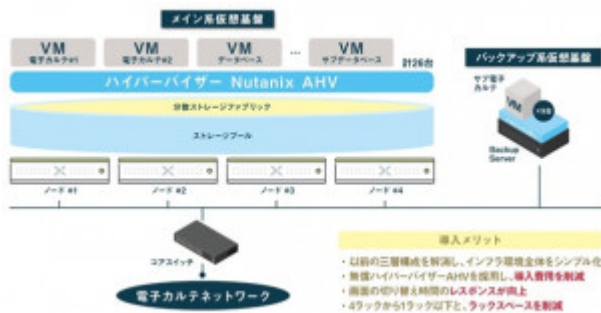 メイン系仮想基盤
VM
電子カルテ#1
VM
電子カルテ#2
VM
データベース
…
VM
サブデータベース
計26台
ハイパーバイザー Nutanix AHV
分散ストレージファブリック
ストレージプール
ノード #1
ノード #2
ノード #3
ノード #4
コアスイッチ
電子カルテネットワーク
バックアップ系仮想基盤
サブ電子
カルテ
VM
Backup
Server
導入メリット
・以前の三層構成を解消し、インフラ環境全体をシンプル化
・無償ハイパーバイザーAHVを採用し、導入費用を削減
・画面の切り替え時間のレスポンスが向上
・4ラックから1ラック以下と、ラックスペースを削減